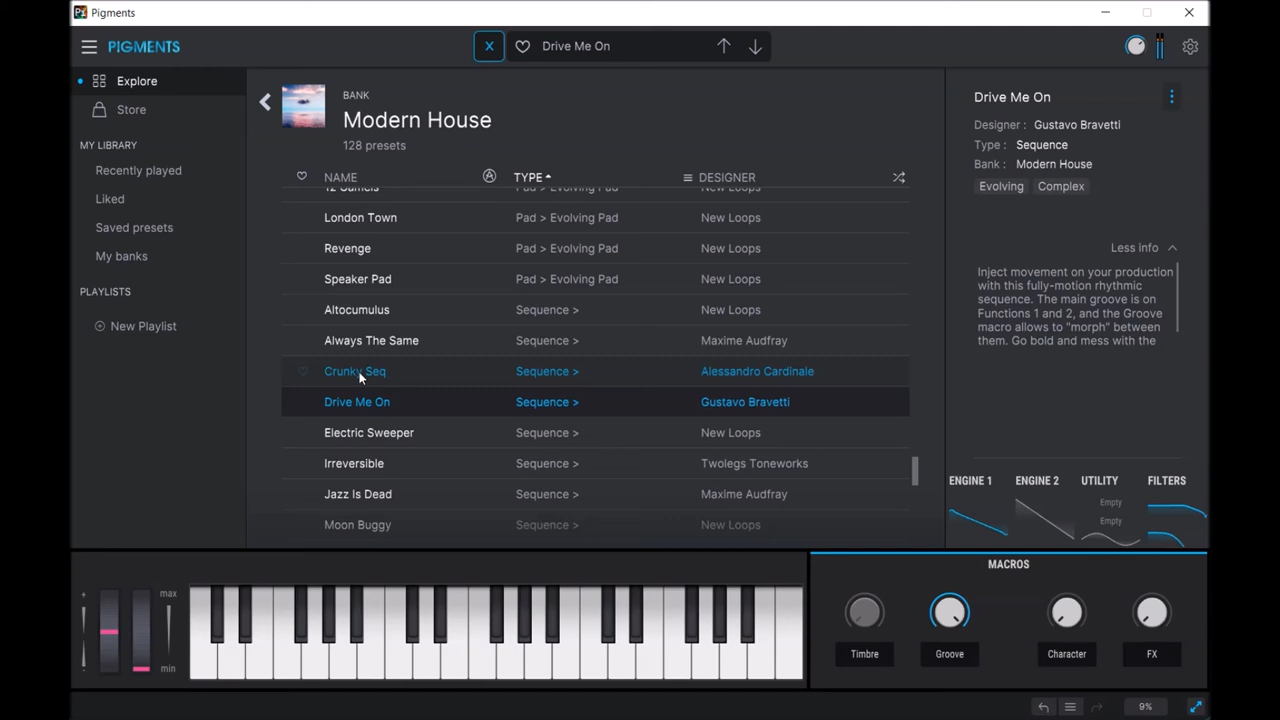 Pigments
PIGMENTS
X
Drive Me On
Explore
Store
MY LIBRARY
Recently played
Liked
Saved presets
My banks
PLAYLISTS
New Playlist
BANK
Modern House
128 presets
NAME TYPE DESIGNER
12 Gamers New Loops
London Town Pad > Evolving Pad New Loops
Revenge Pad > Evolving Pad New Loops
Speaker Pad Pad > Evolving Pad New Loops
Altocumulus Sequence > New Loops
Always The Same Sequence > Maxime Audfray
Crunky Seq Sequence > Alessandro Cardinale
Drive Me On Sequence > Gustavo Bravetti
Electric Sweeper Sequence > New Loops
Irreversible Sequence > Twolegs Toneworks
Jazz Is Dead Sequence > Maxime Audfray
Moon Buggy Sequence > New Loops
Drive Me On
Designer : Gustavo Bravetti
Type : Sequence
Bank : Modern House
Evolving Complex
Less info
Inject movement on your production
with this fully-motion rhythmic
sequence. The main groove is on
Functions 1 and 2, and the Groove
macro allows to "morph" between
them. Go bold and mess with the
ENGINE 1 ENGINE 2 UTILITY FILTERS
Empty
Empty
+ max
- min
MACROS
Timbre Groove Character FX
9%